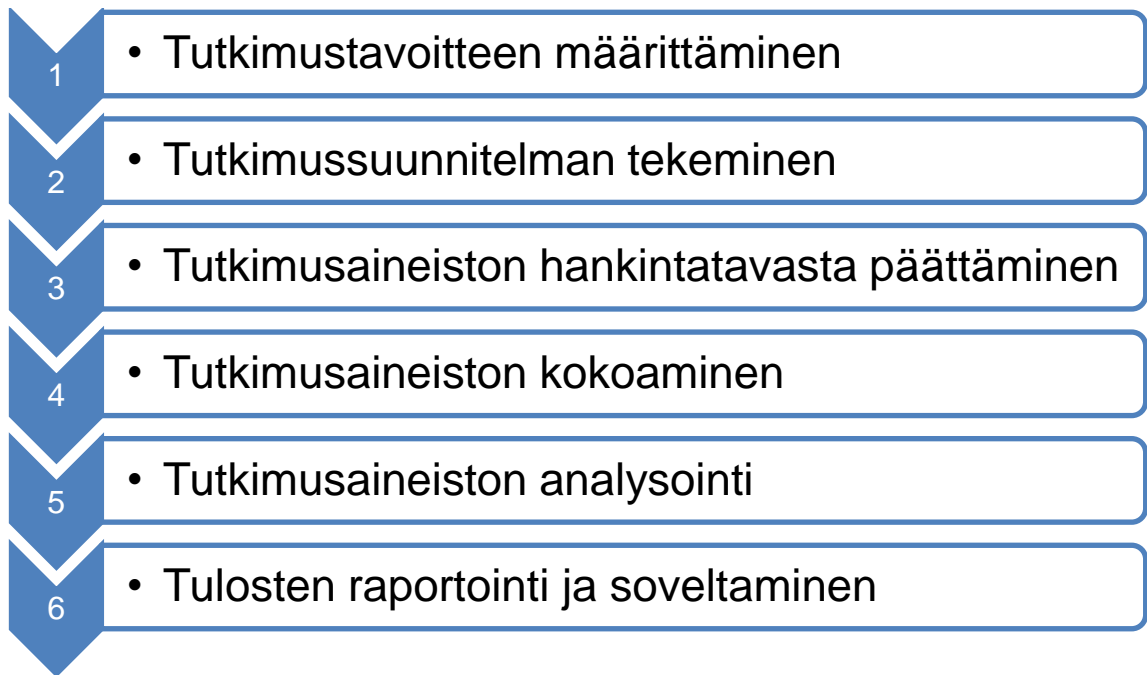 1 • Tutkimustavoitteen määrittäminen
2 • Tutkimussuunnitelman tekeminen
3 • Tutkimusaineiston hankintatavasta päättäminen
4 • Tutkimusaineiston kokoaminen
5 • Tutkimusaineiston analysointi
6 • Tulosten raportointi ja soveltaminen